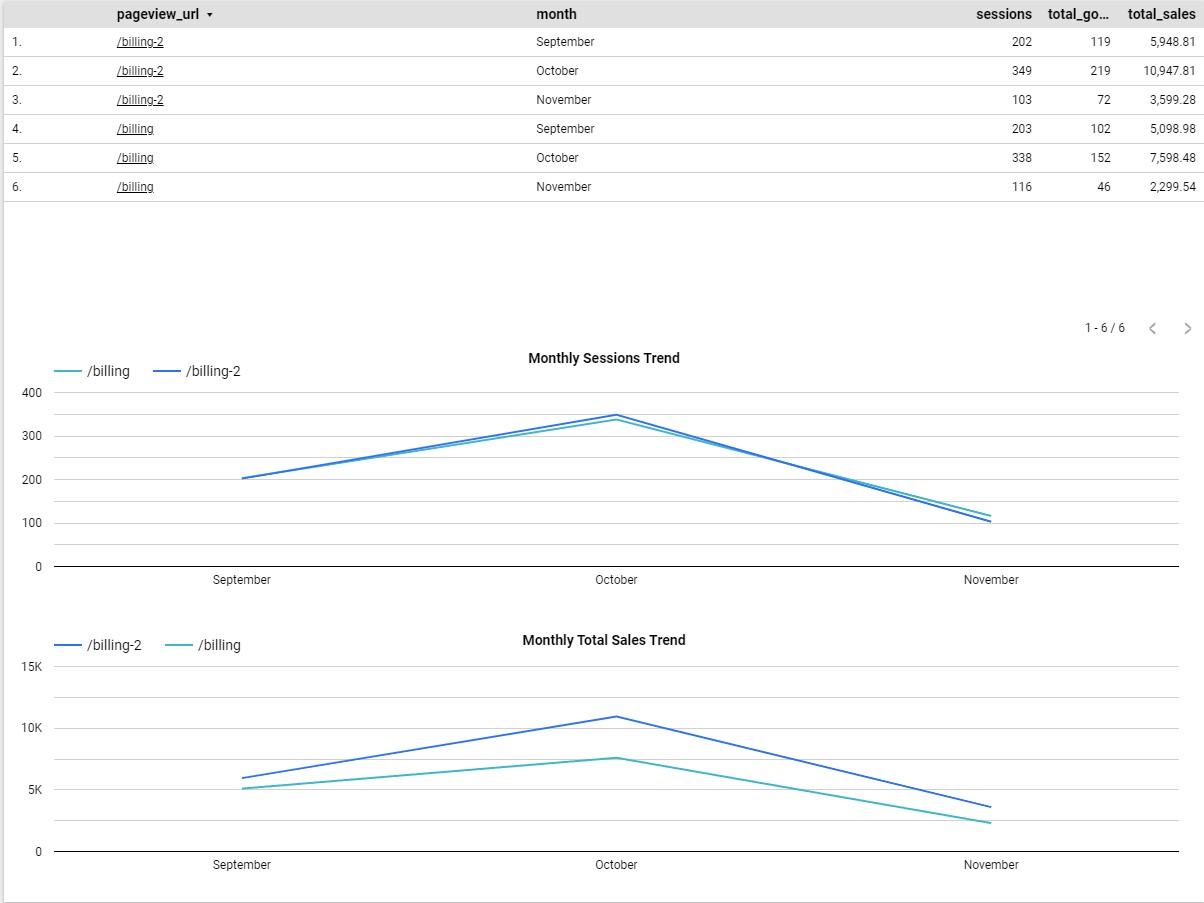 pageview_url month sessions total_go... total_sales
1. /billing-2 September 202 119 5,948.81
2. /billing-2 October 349 219 10,947.81
3. /billing-2 November 103 72 3,599.28
4. /billing September 203 102 5,098.98
5. /billing October 338 152 7,598.48
6. /billing November 116 46 2,299.54
1 - 6 / 6
Monthly Sessions Trend
/billing /billing-2
400
300
200
100
0
September October November
Monthly Total Sales Trend
/billing-2 /billing
15K
10K
5K
0
September October November